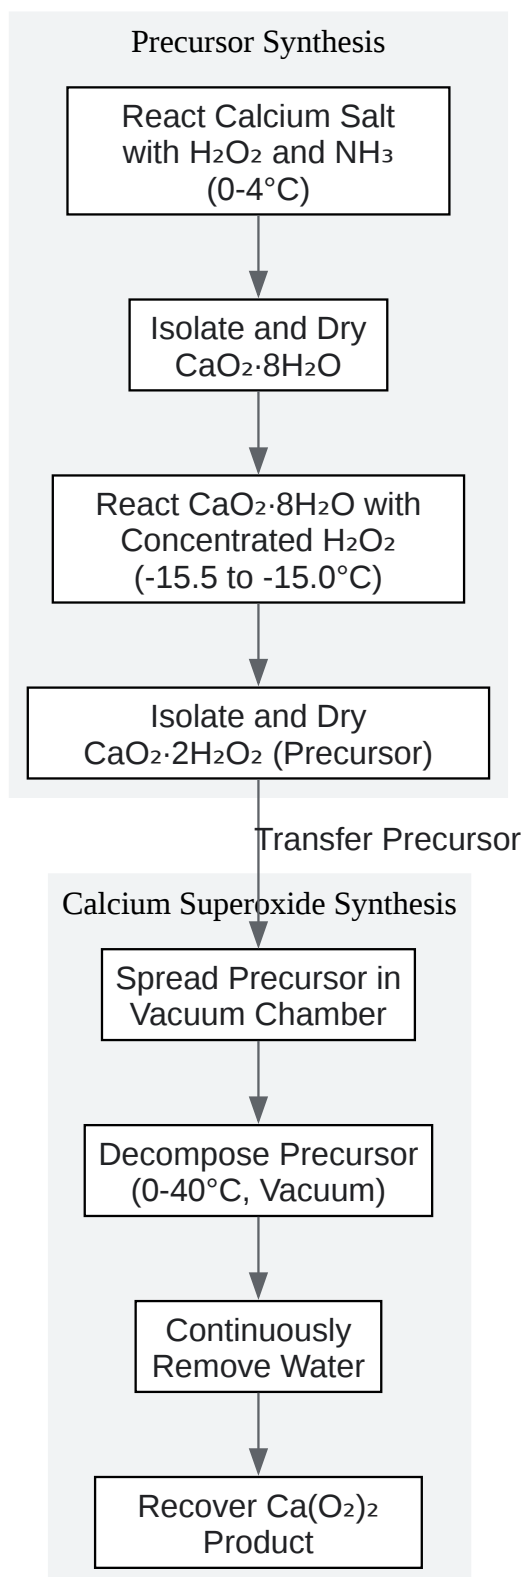 Precursor Synthesis
React Calcium Salt
with H₂O₂ and NH₃
(0-4°C)
Isolate and Dry
CaO₂·8H₂O
React CaO₂·8H₂O with
Concentrated H₂O₂
(-15.5 to -15.0°C)
Isolate and Dry
CaO₂·2H₂O₂ (Precursor)
Transfer Precursor
Calcium Superoxide Synthesis
Spread Precursor in
Vacuum Chamber
Decompose Precursor
(0-40°C, Vacuum)
Continuously
Remove Water
Recover Ca(O₂)₂
Product